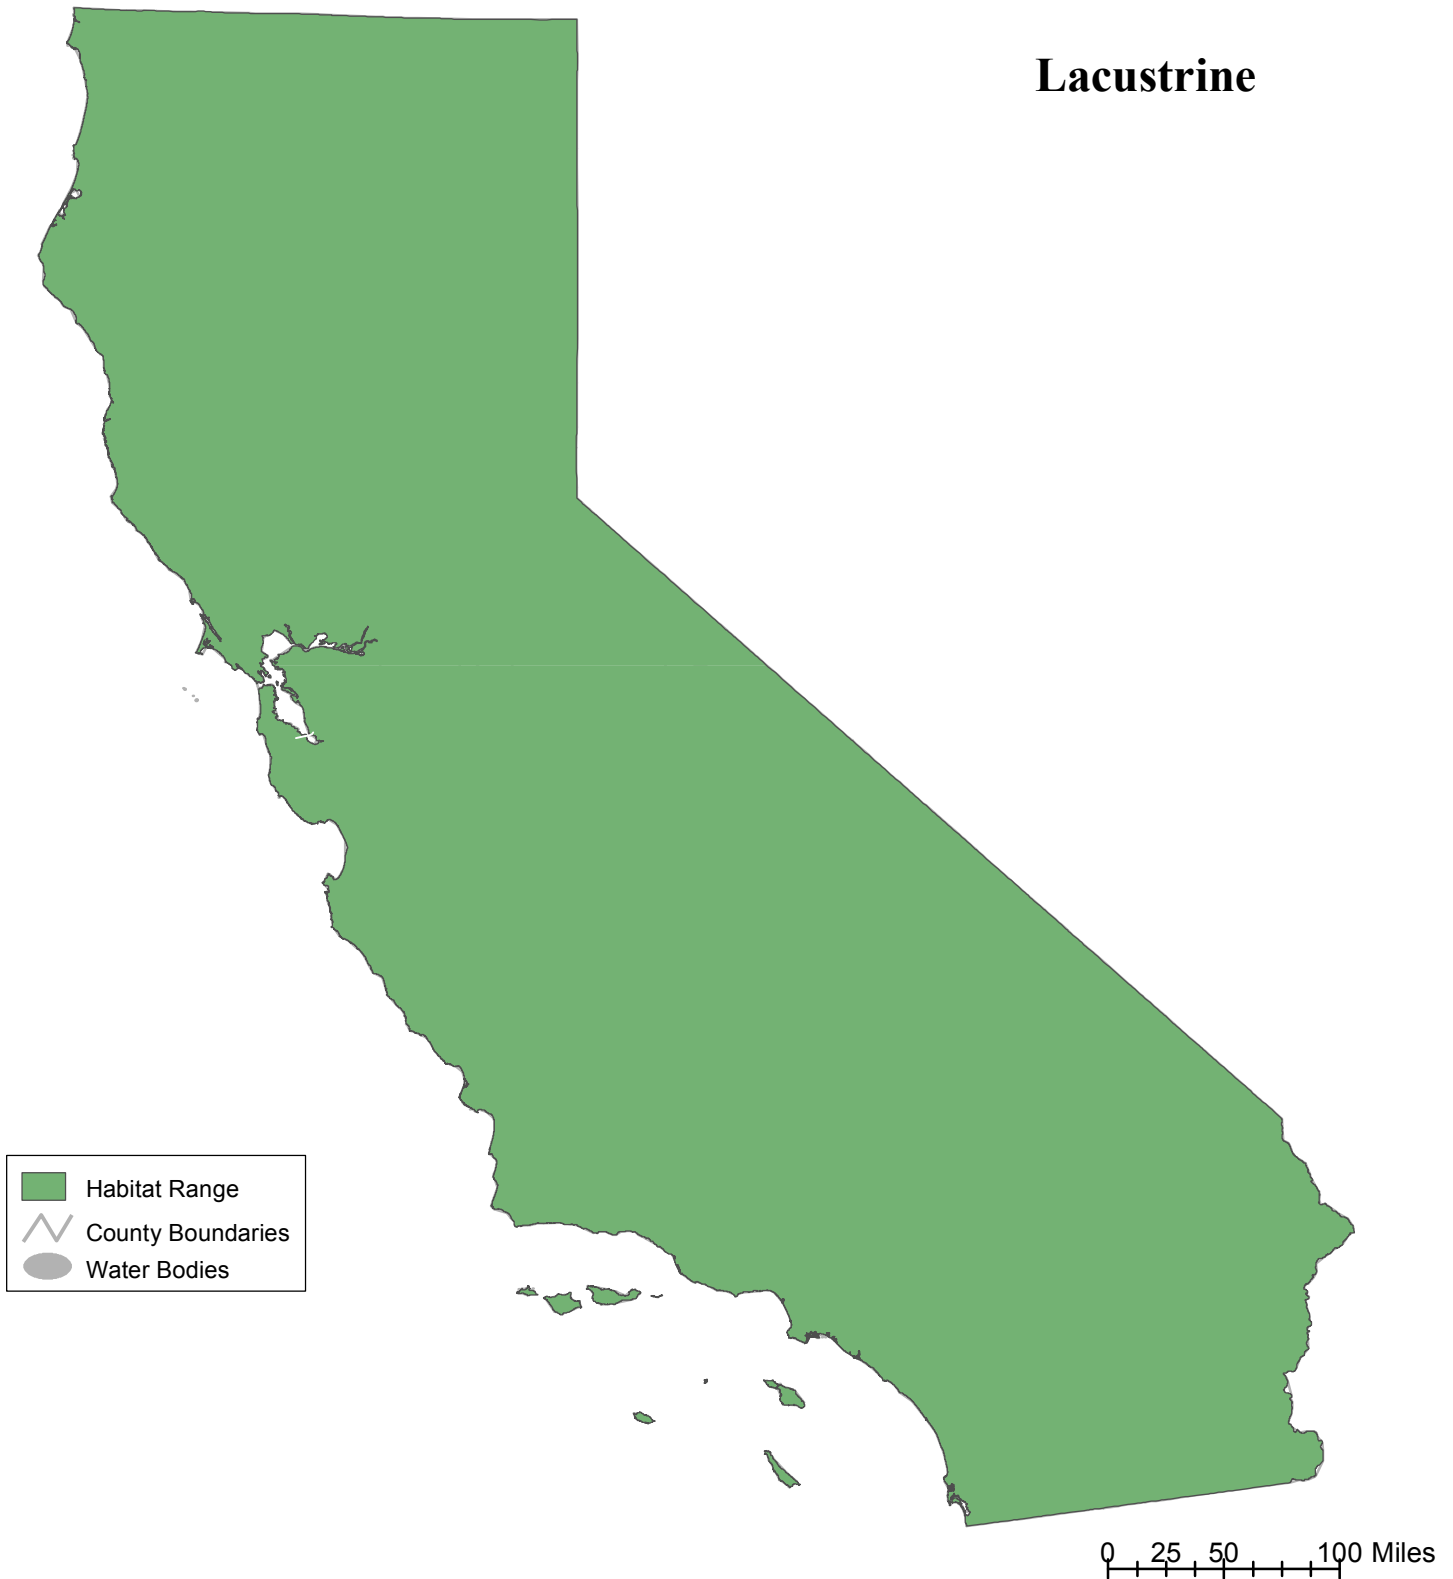 Lacustrine
Habitat Range
County Boundaries
Water Bodies
0 25 50 100 Miles